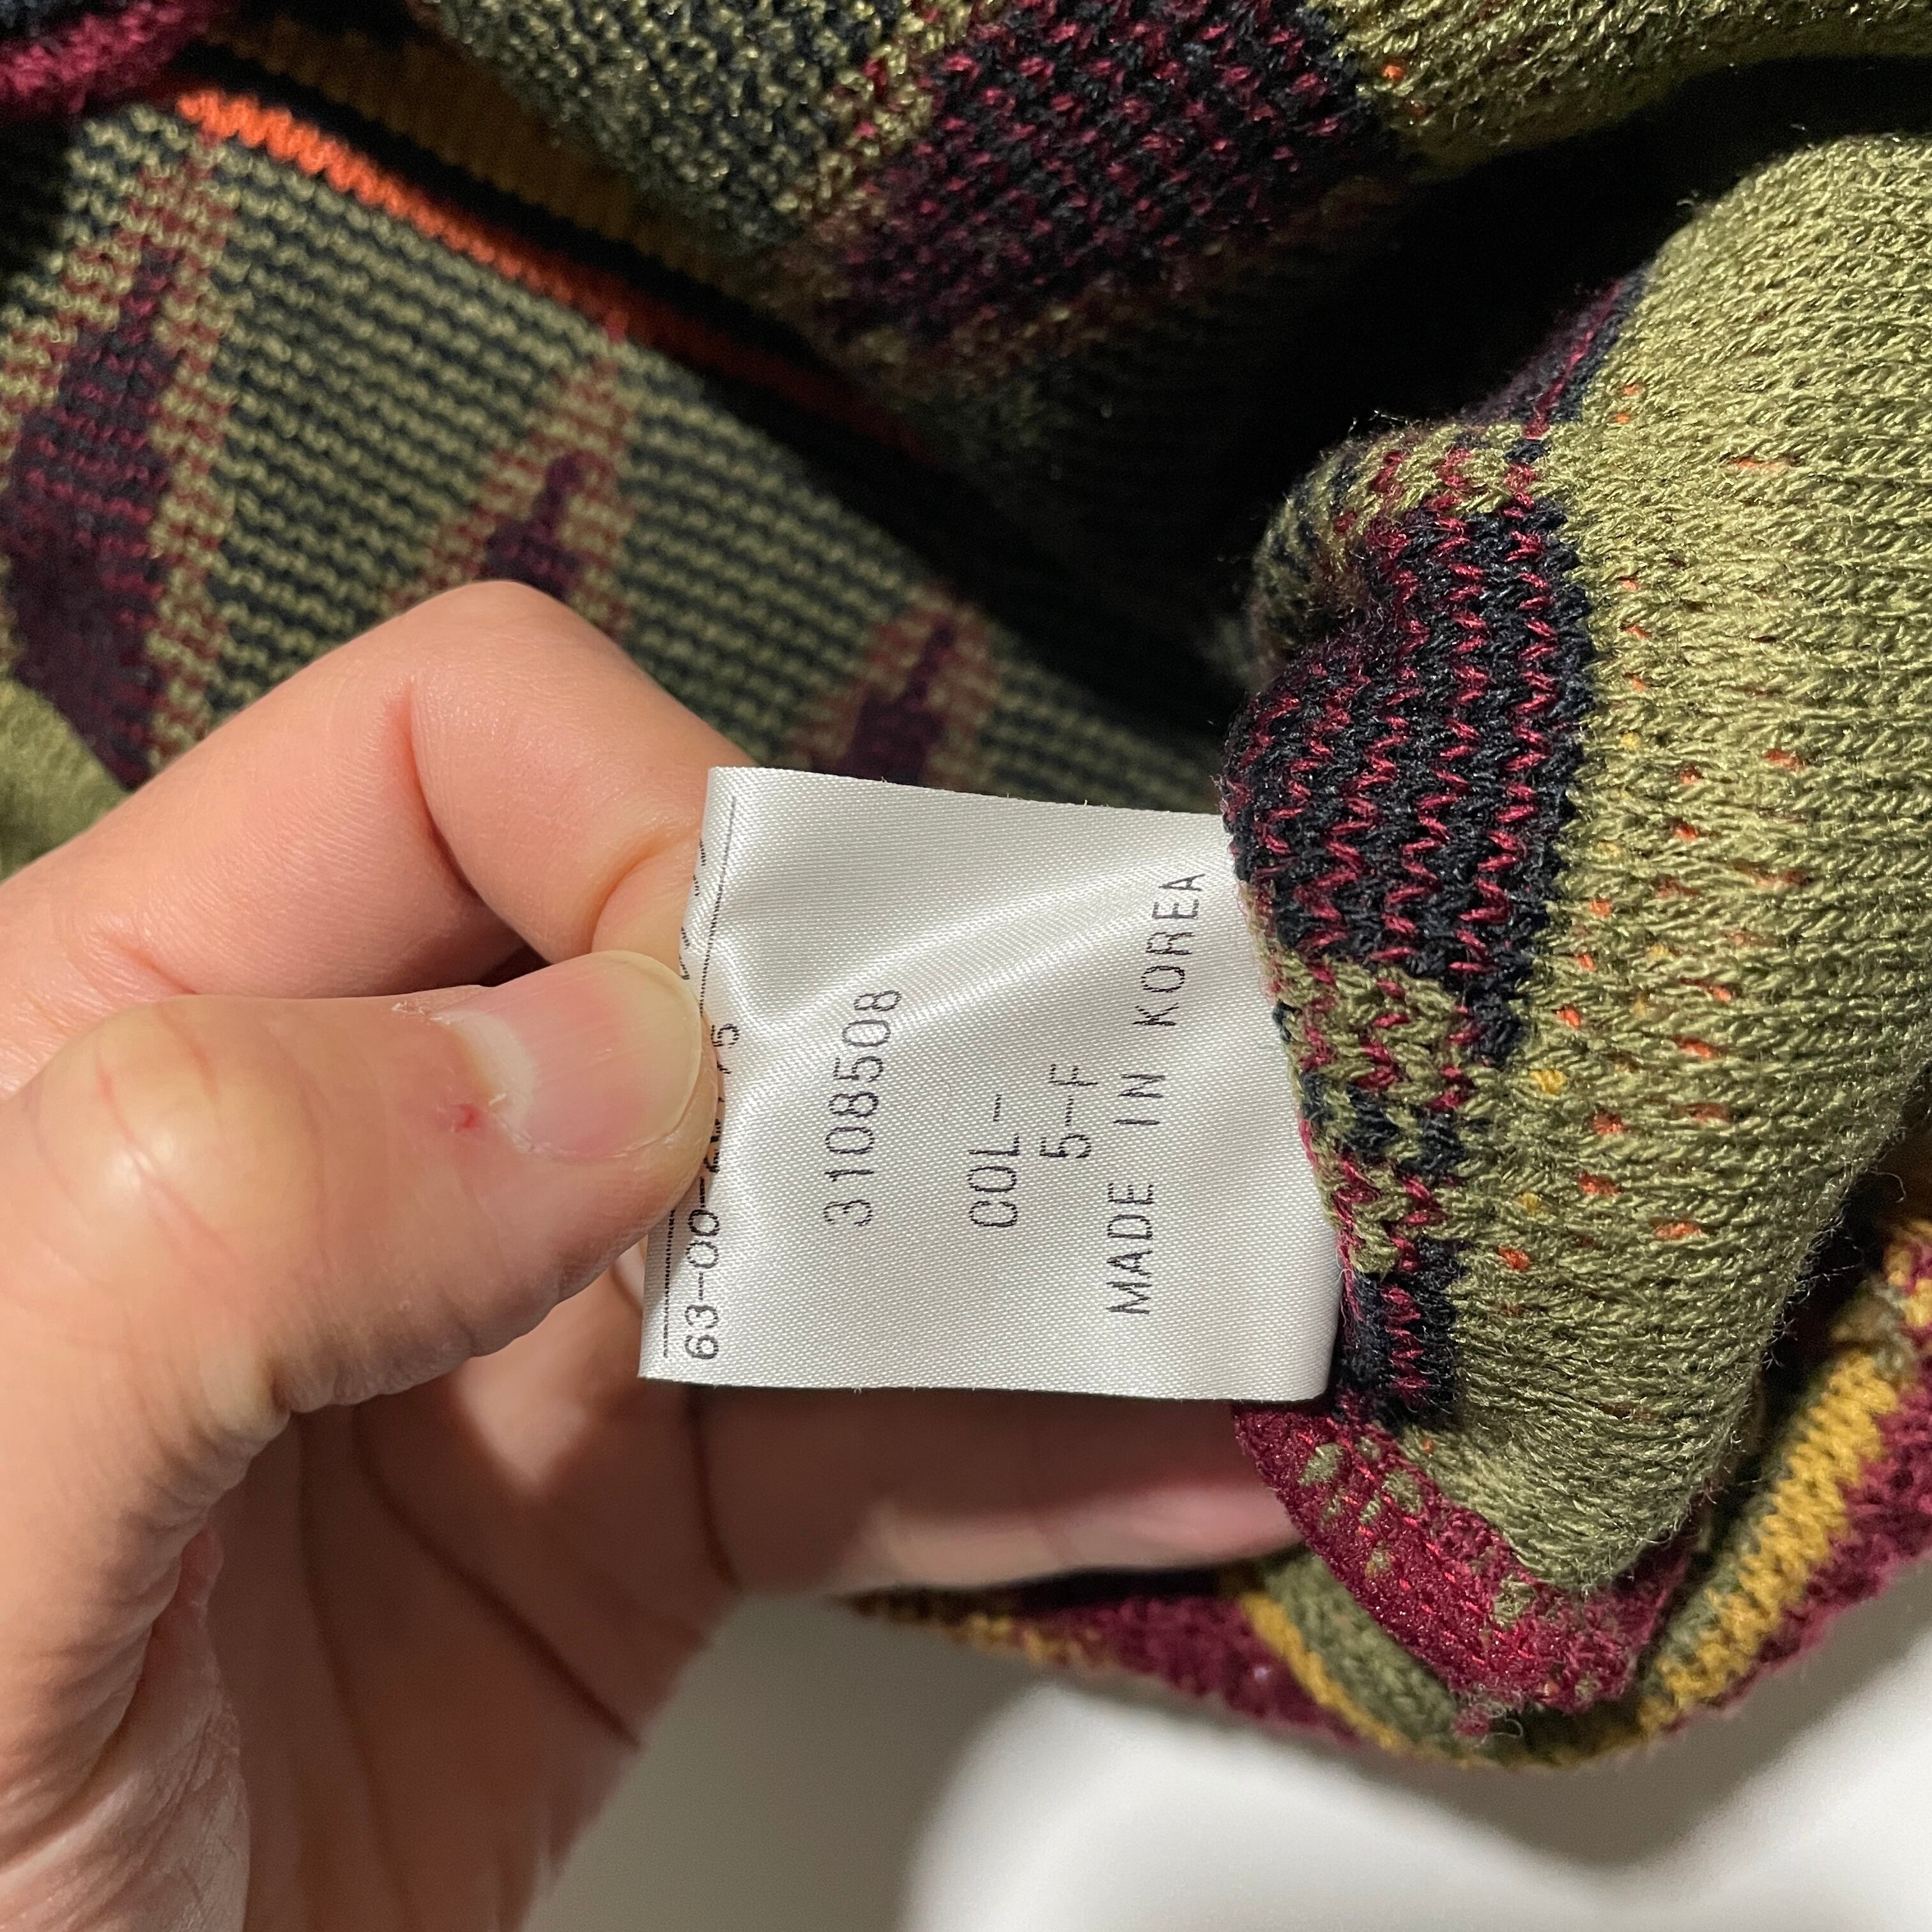 3108508
COL-
5-F
MADE IN KOREA